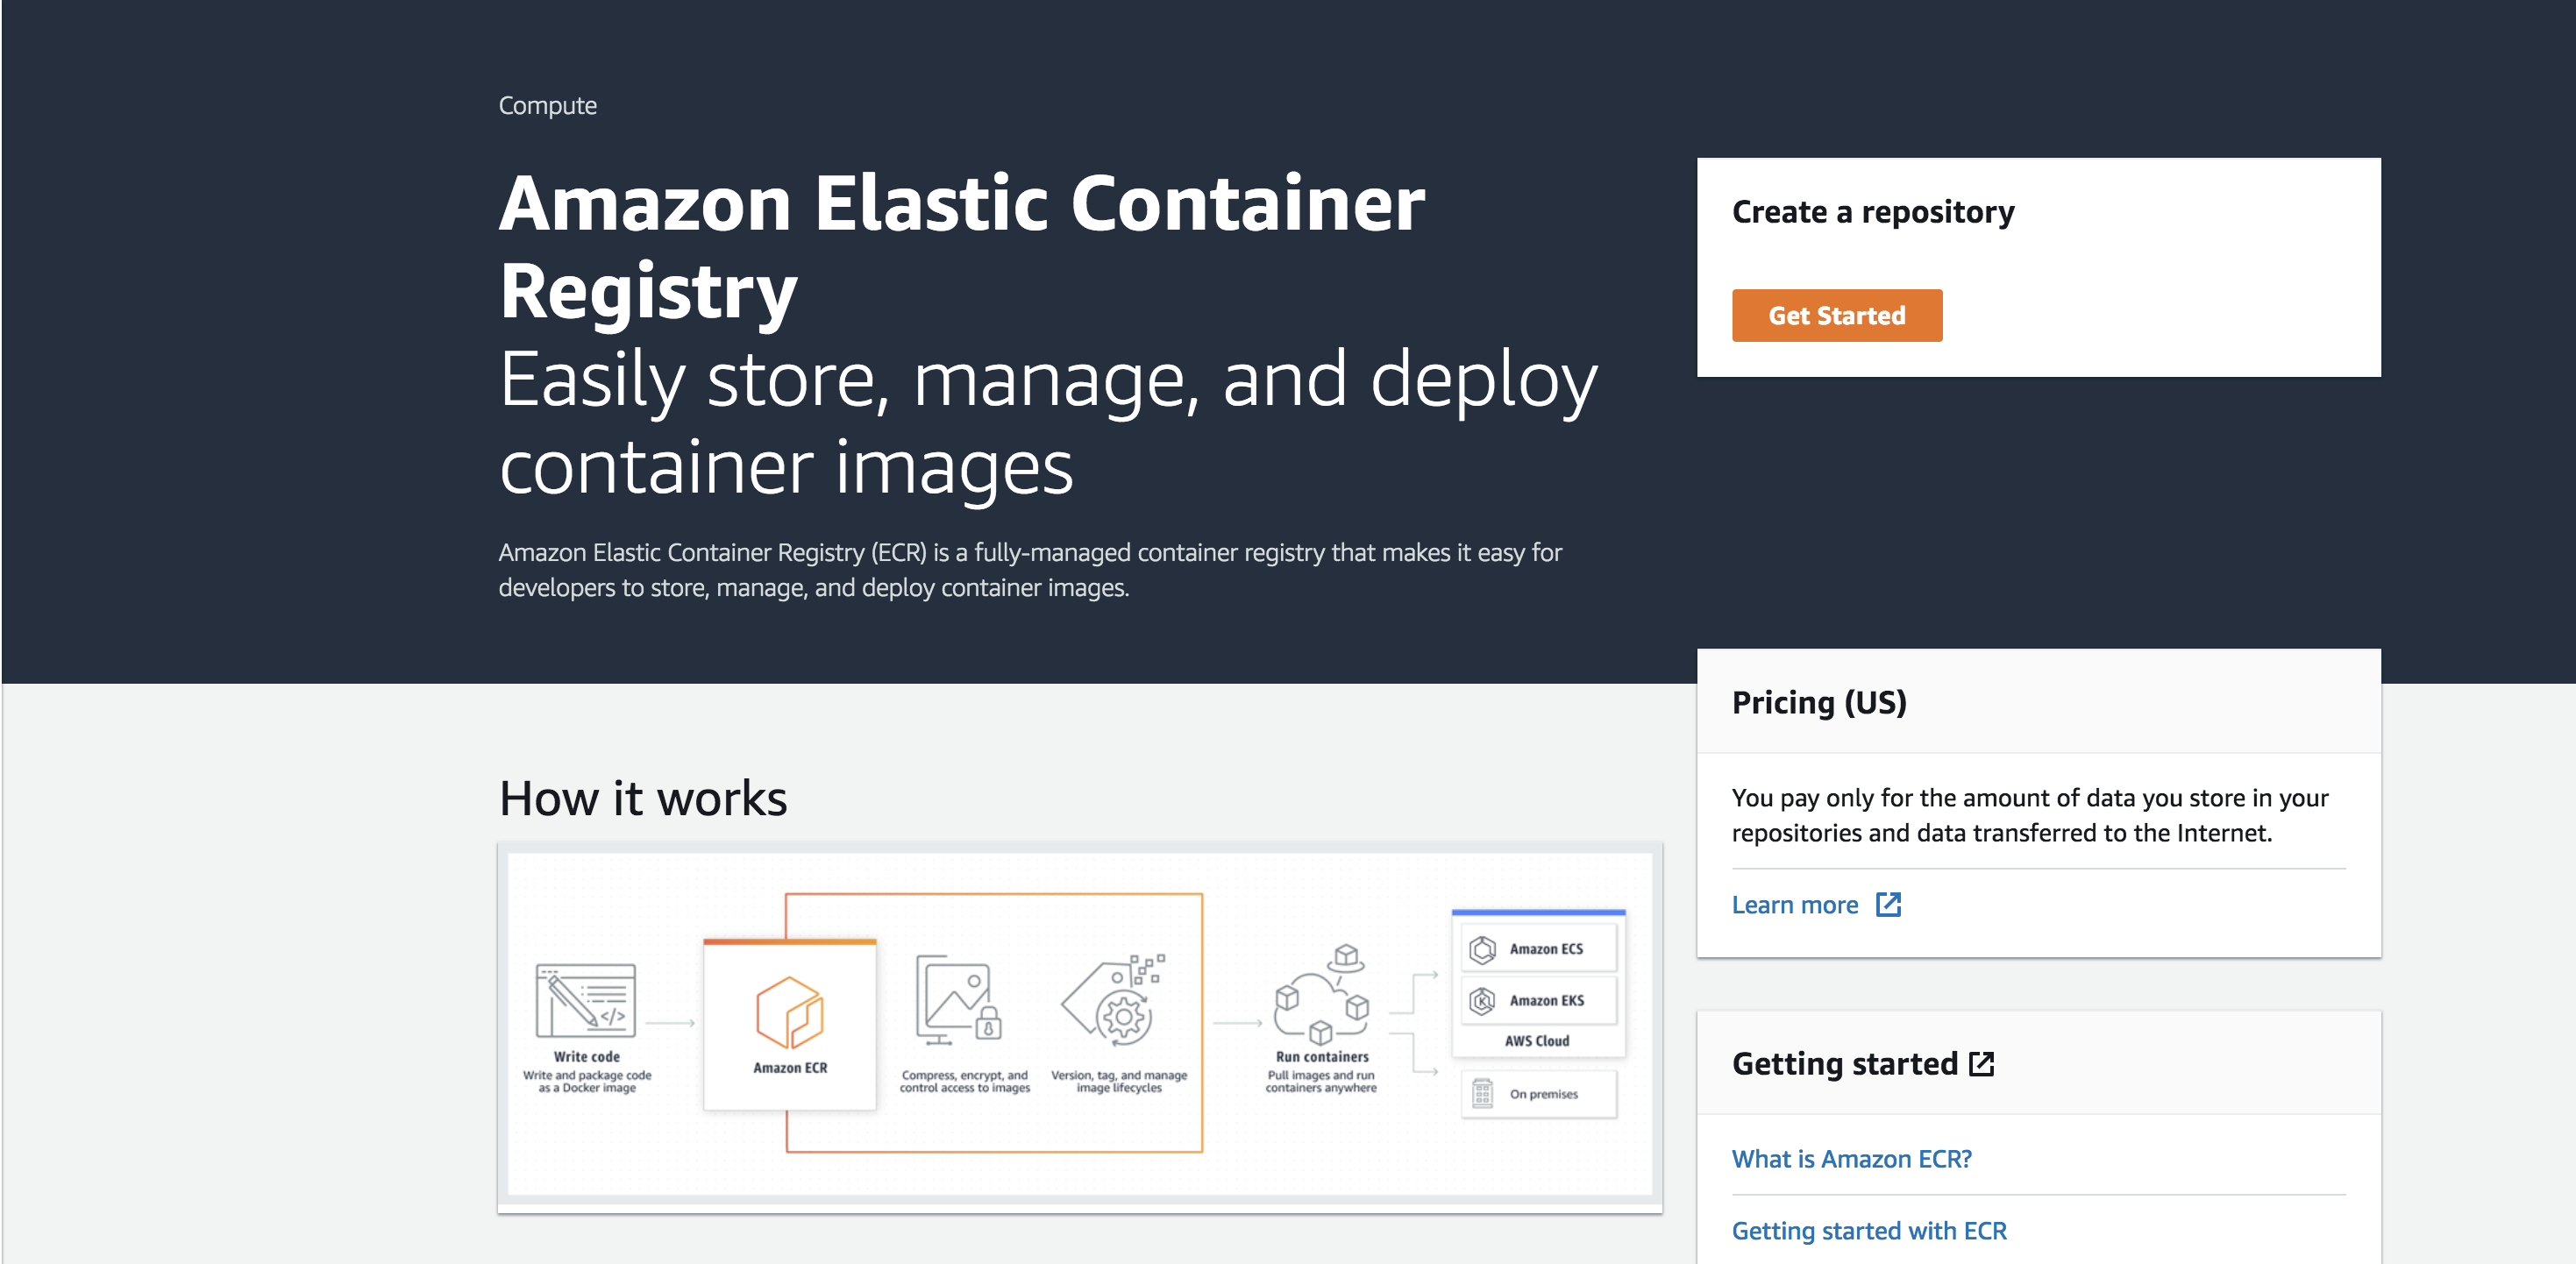 Compute
Amazon Elastic Container
Registry
Easily store, manage, and deploy
container images
Amazon Elastic Container Registry (ECR) is a fully-managed container registry that makes it easy for
developers to store, manage, and deploy container images.
Create a repository
Get Started
Pricing (US)
You pay only for the amount of data you store in your
repositories and data transferred to the Internet.
Learn more
Getting started
What is Amazon ECR?
Getting started with ECR
How it works
Write code
Write and package code
as a Docker image
Amazon ECR
Compress, encrypt, and
control access to images
Version, tag, and manage
image lifecycles
Run containers
Pull images and run
containers anywhere
Amazon ECS
Amazon EKS
AWS Cloud
On premises